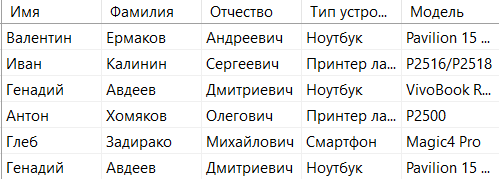 Имя Фамилия Отчество Тип устро... Модель
Валентин Ермаков Андреевич Ноутбук Pavilion 15 ...
Иван Калинин Сергеевич Принтер ла... P2516/P2518
Генадий Авдеев Дмитриевич Ноутбук VivoBook R...
Антон Хомяков Олегович Принтер ла... P2500
Глеб Задирако Михайлович Смартфон Magic4 Pro
Генадий Авдеев Дмитриевич Ноутбук Pavilion 15 ...